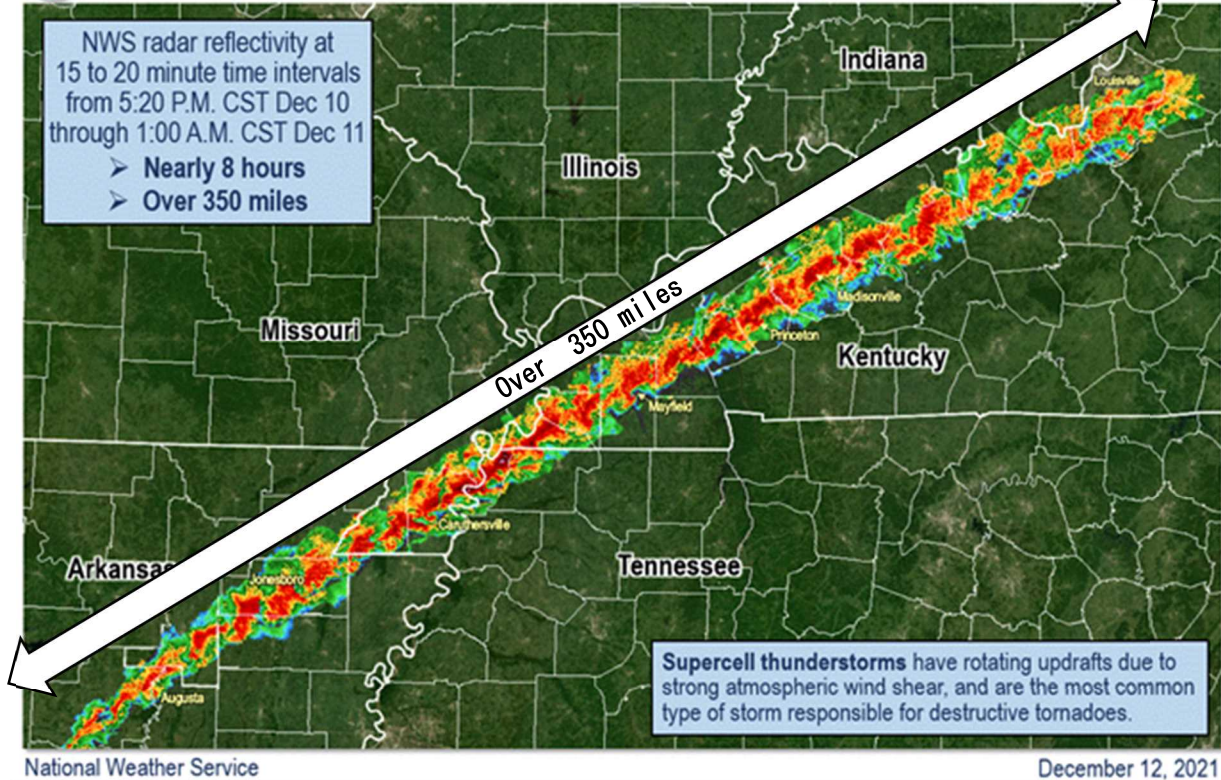 NWS radar reflectivity at
15 to 20 minute time intervals
from 5:20 P.M. CST Dec 10
through 1:00 A.M. CST Dec 11
➢ Nearly 8 hours
➢ Over 350 miles
Indiana
Louisville
Illinois
Over 350 miles
Madisonville
Missouri
Princeton
Kentucky
Mayfield
Caruthersville
Arkansas
Jonesboro
Tennessee
Augusta
Supercell thunderstorms have rotating updrafts due to
strong atmospheric wind shear, and are the most common
type of storm responsible for destructive tornadoes.
National Weather Service
December 12, 2021